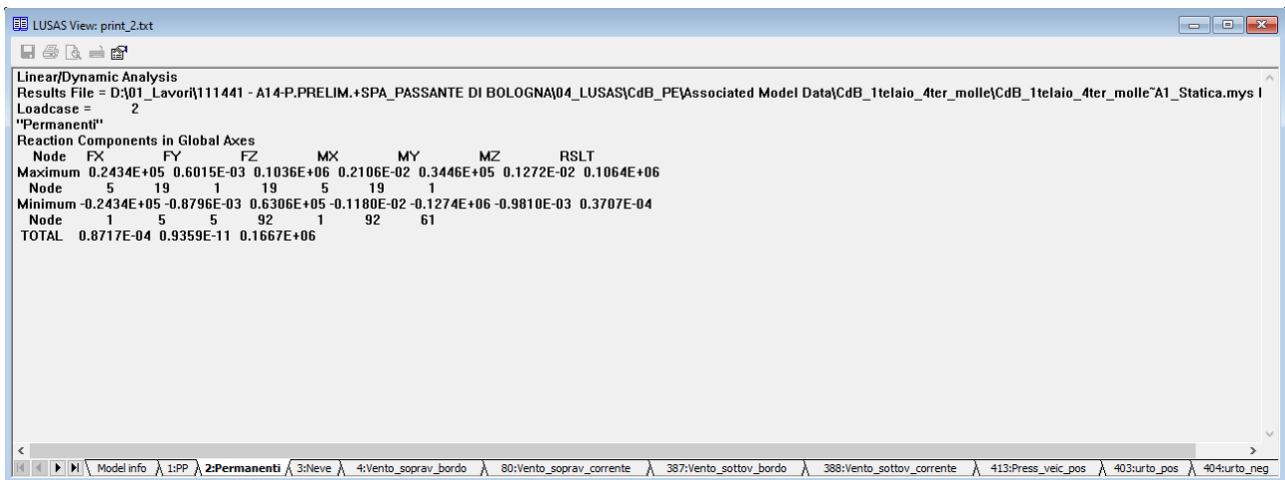 LUSAS View: print_2.txt
Linear/Dynamic Analysis
Results File = D:\01_Lavori\111441 - A14-P.PRELIM.+SPA_PASSANTE DI BOLOGNA\04_LUSAS\CdB_PE\Associated Model Data\CdB_1telaio_4ter_molle\CdB_1telaio_4ter_molle~A1_Statica.mys I
Loadcase = 2
"Permanenti"
Reaction Components in Global Axes
Node FX FY FZ MX MY MZ RSLT
Maximum 0.2434E+05 0.6015E-03 0.1036E+06 0.2106E-02 0.3446E+05 0.1272E-02 0.1064E+06
Node 5 19 1 19 5 19 1
Minimum -0.2434E+05 -0.8796E-03 0.6306E+05 -0.1180E-02 -0.1274E+06 -0.9810E-03 0.3707E-04
Node 1 5 5 92 1 92 61
TOTAL 0.8717E-04 0.9359E-11 0.1667E+06
Model info 1:PP 2:Permanenti 3:Neve 4:Vento_soprav_bordo 80:Vento_soprav_corrente 387:Vento_sottov_bordo 388:Vento_sottov_corrente 413:Press_veic_pos 403:urto_pos 404:urto_neg